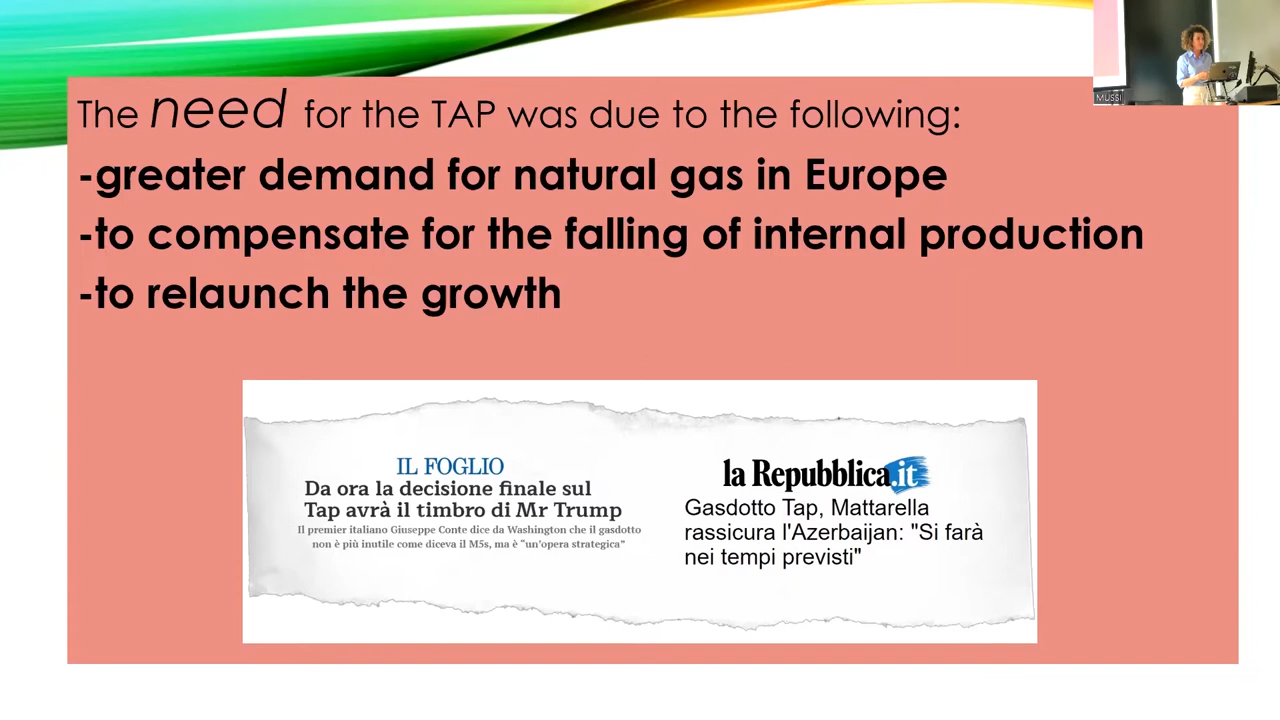 The need for the TAP was due to the following:
-greater demand for natural gas in Europe
-to compensate for the falling of internal production
-to relaunch the growth
IL FOGLIO
Da ora la decisione finale sul
Tap avrà il timbro di Mr Trump
Il premier italiano Giuseppe Conte dice da Washington che il gasdotto
non è più inutile come diceva il M5s, ma è “un'opera strategica”
la Repubblica.it
Gasdotto Tap, Mattarella
rassicura l'Azerbaijan: "Si farà
nei tempi previsti"
MUSSI